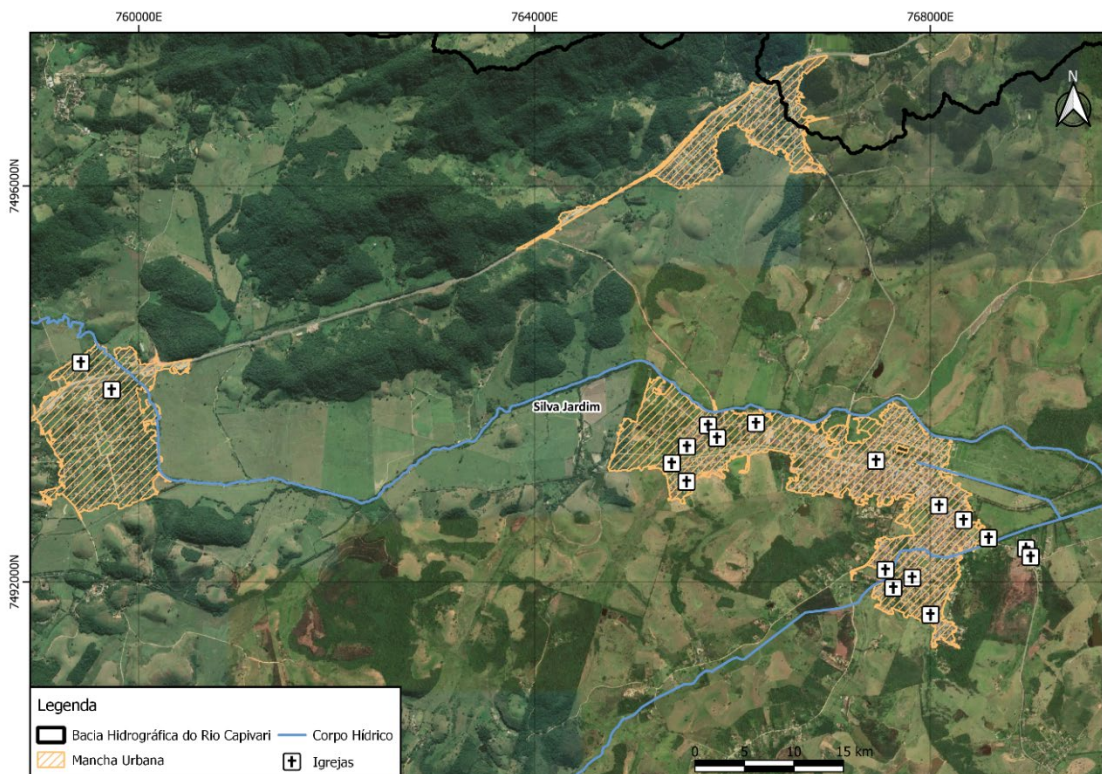 760000E 764000E 768000E
N
7496000N
Silva Jardim
7492000N
Legenda
Bacia Hidrográfica do Rio Capivari Corpo Hídrico
Mancha Urbana Igrejas
0 5 10 15 km